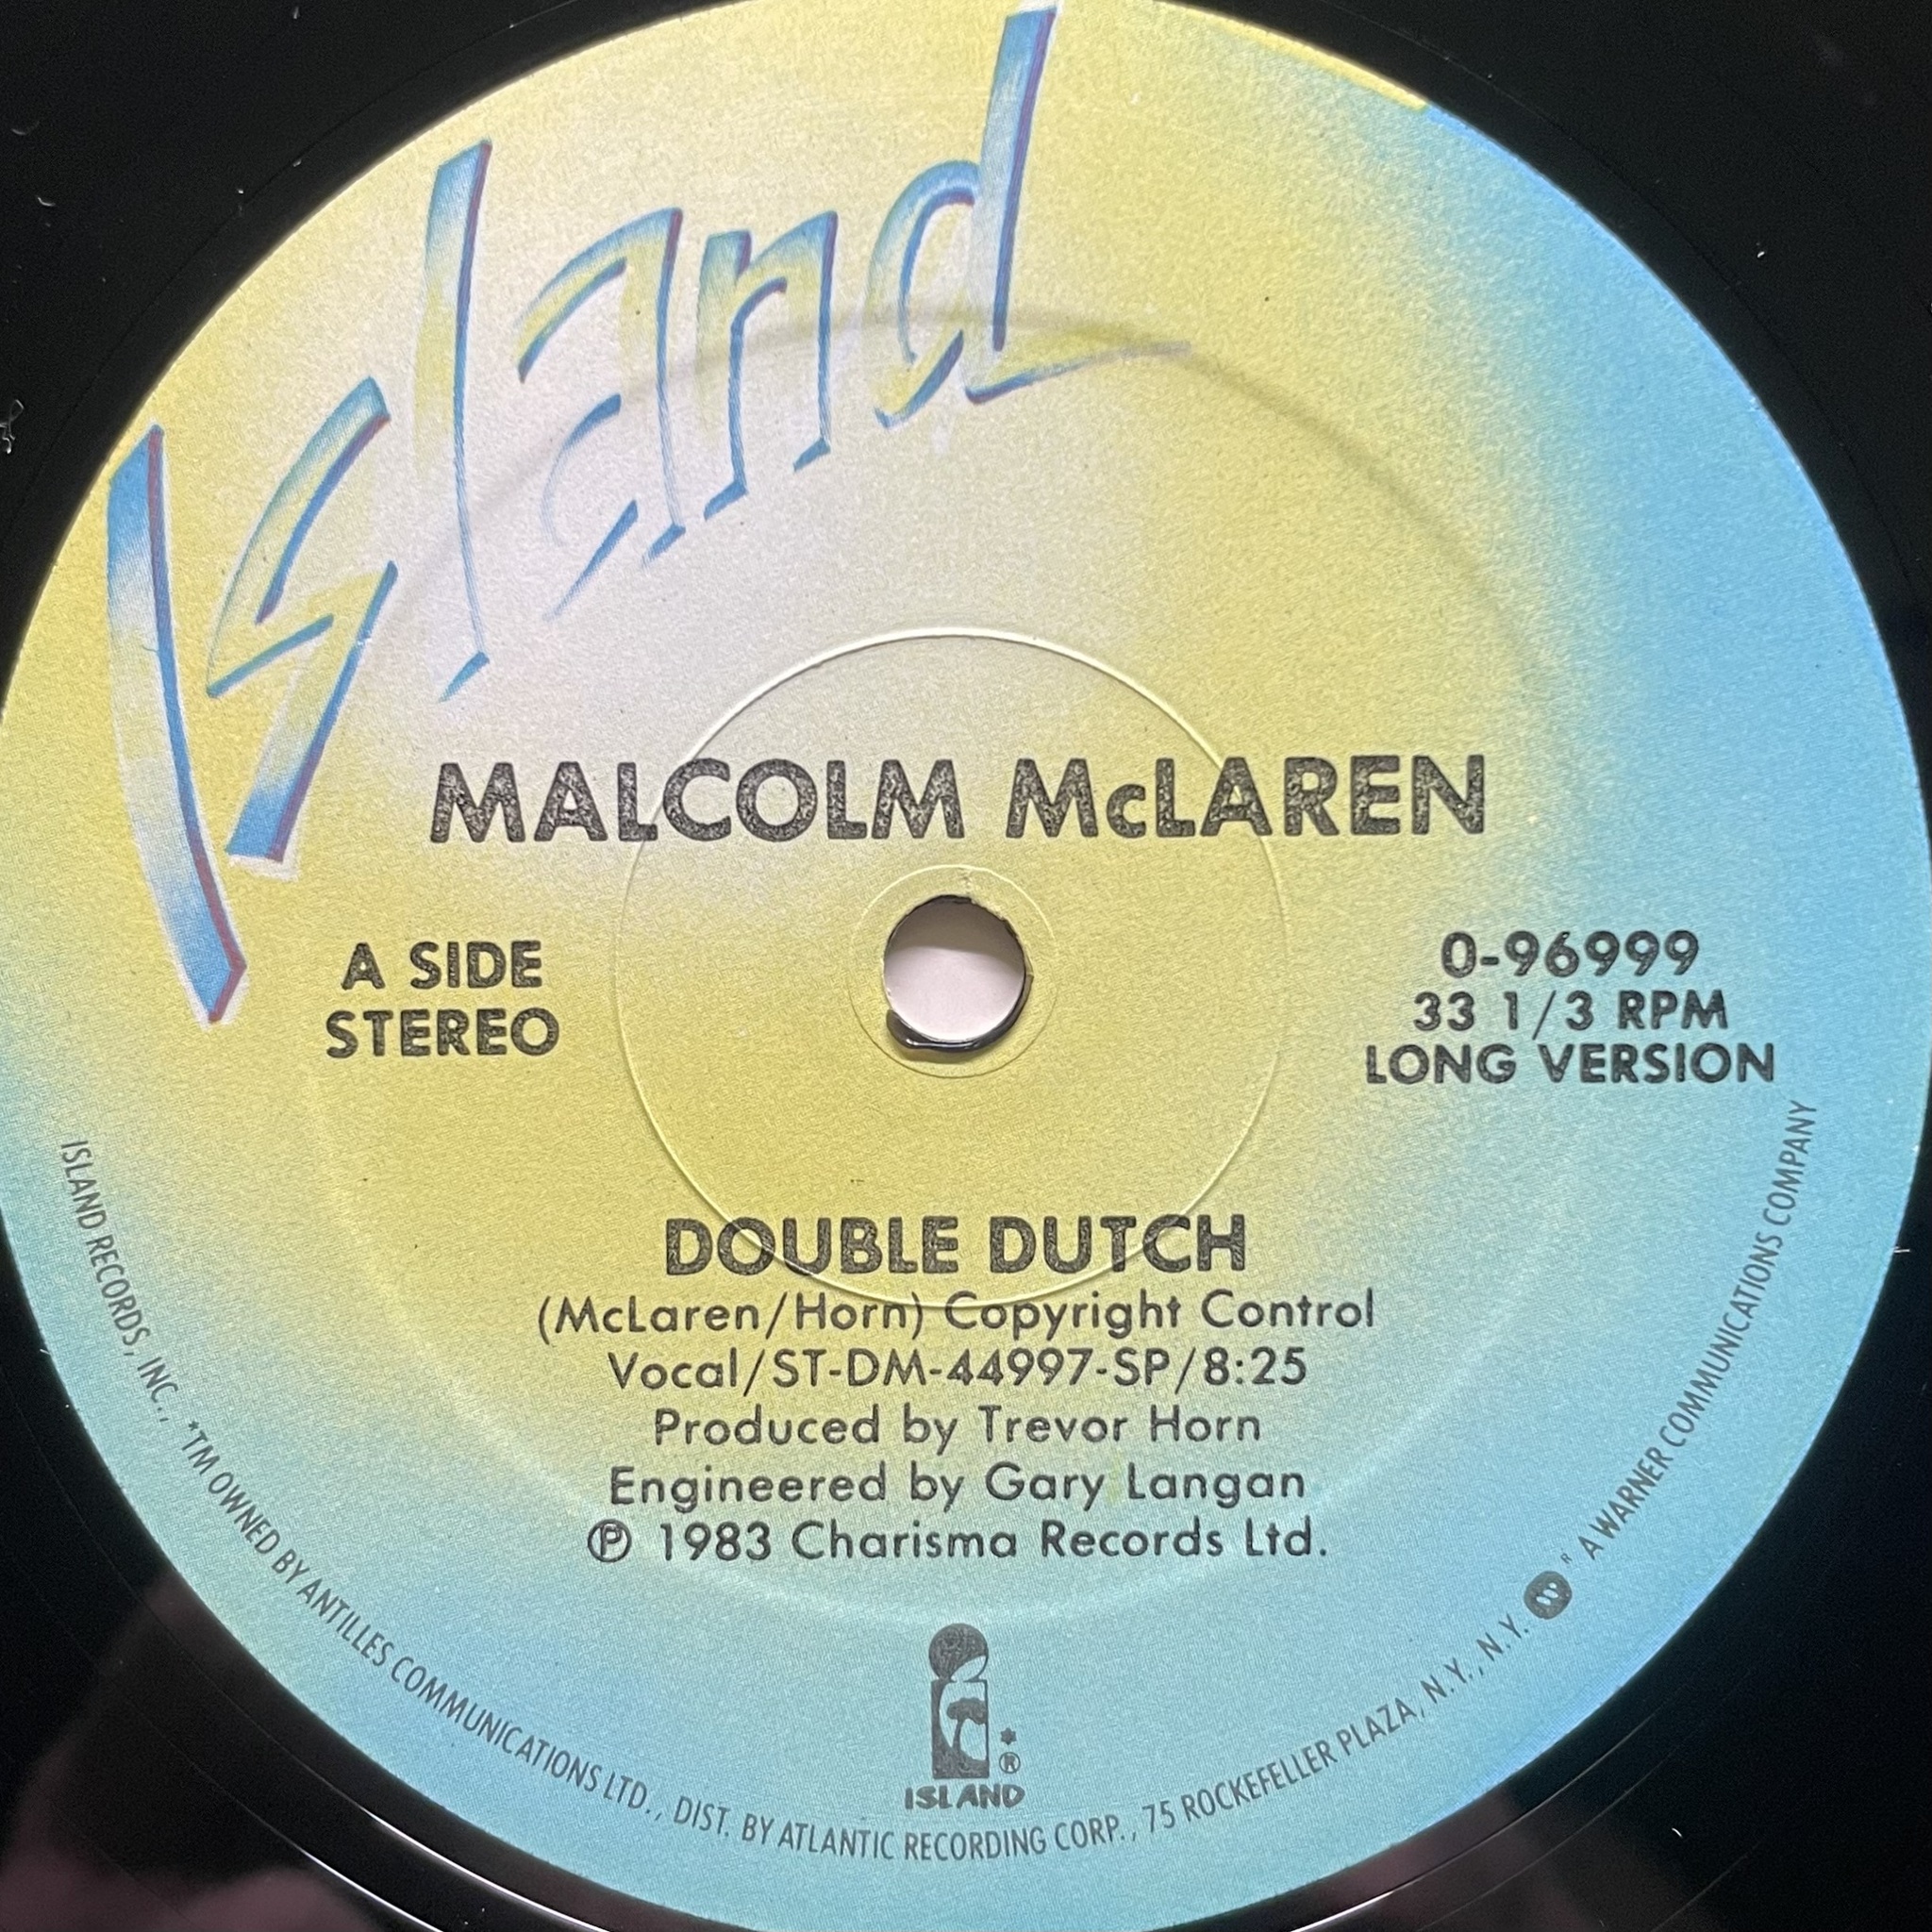 Island
MALCOLM McLAREN
A SIDE
STEREO
0-96999
33 1/3 RPM
LONG VERSION
DOUBLE DUTCH
(McLaren/Horn) Copyright Control
Vocal/ST-DM-44997-SP/8:25
Produced by Trevor Horn
Engineered by Gary Langan
℗ 1983 Charisma Records Ltd.
*
®
ISLAND
ISLAND RECORDS, INC., *TM OWNED BY ANTILLES COMMUNICATIONS LTD., DIST. BY ATLANTIC RECORDING CORP., 75 ROCKEFELLER PLAZA, N.Y., N.Y. R A WARNER COMMUNICATIONS COMPANY